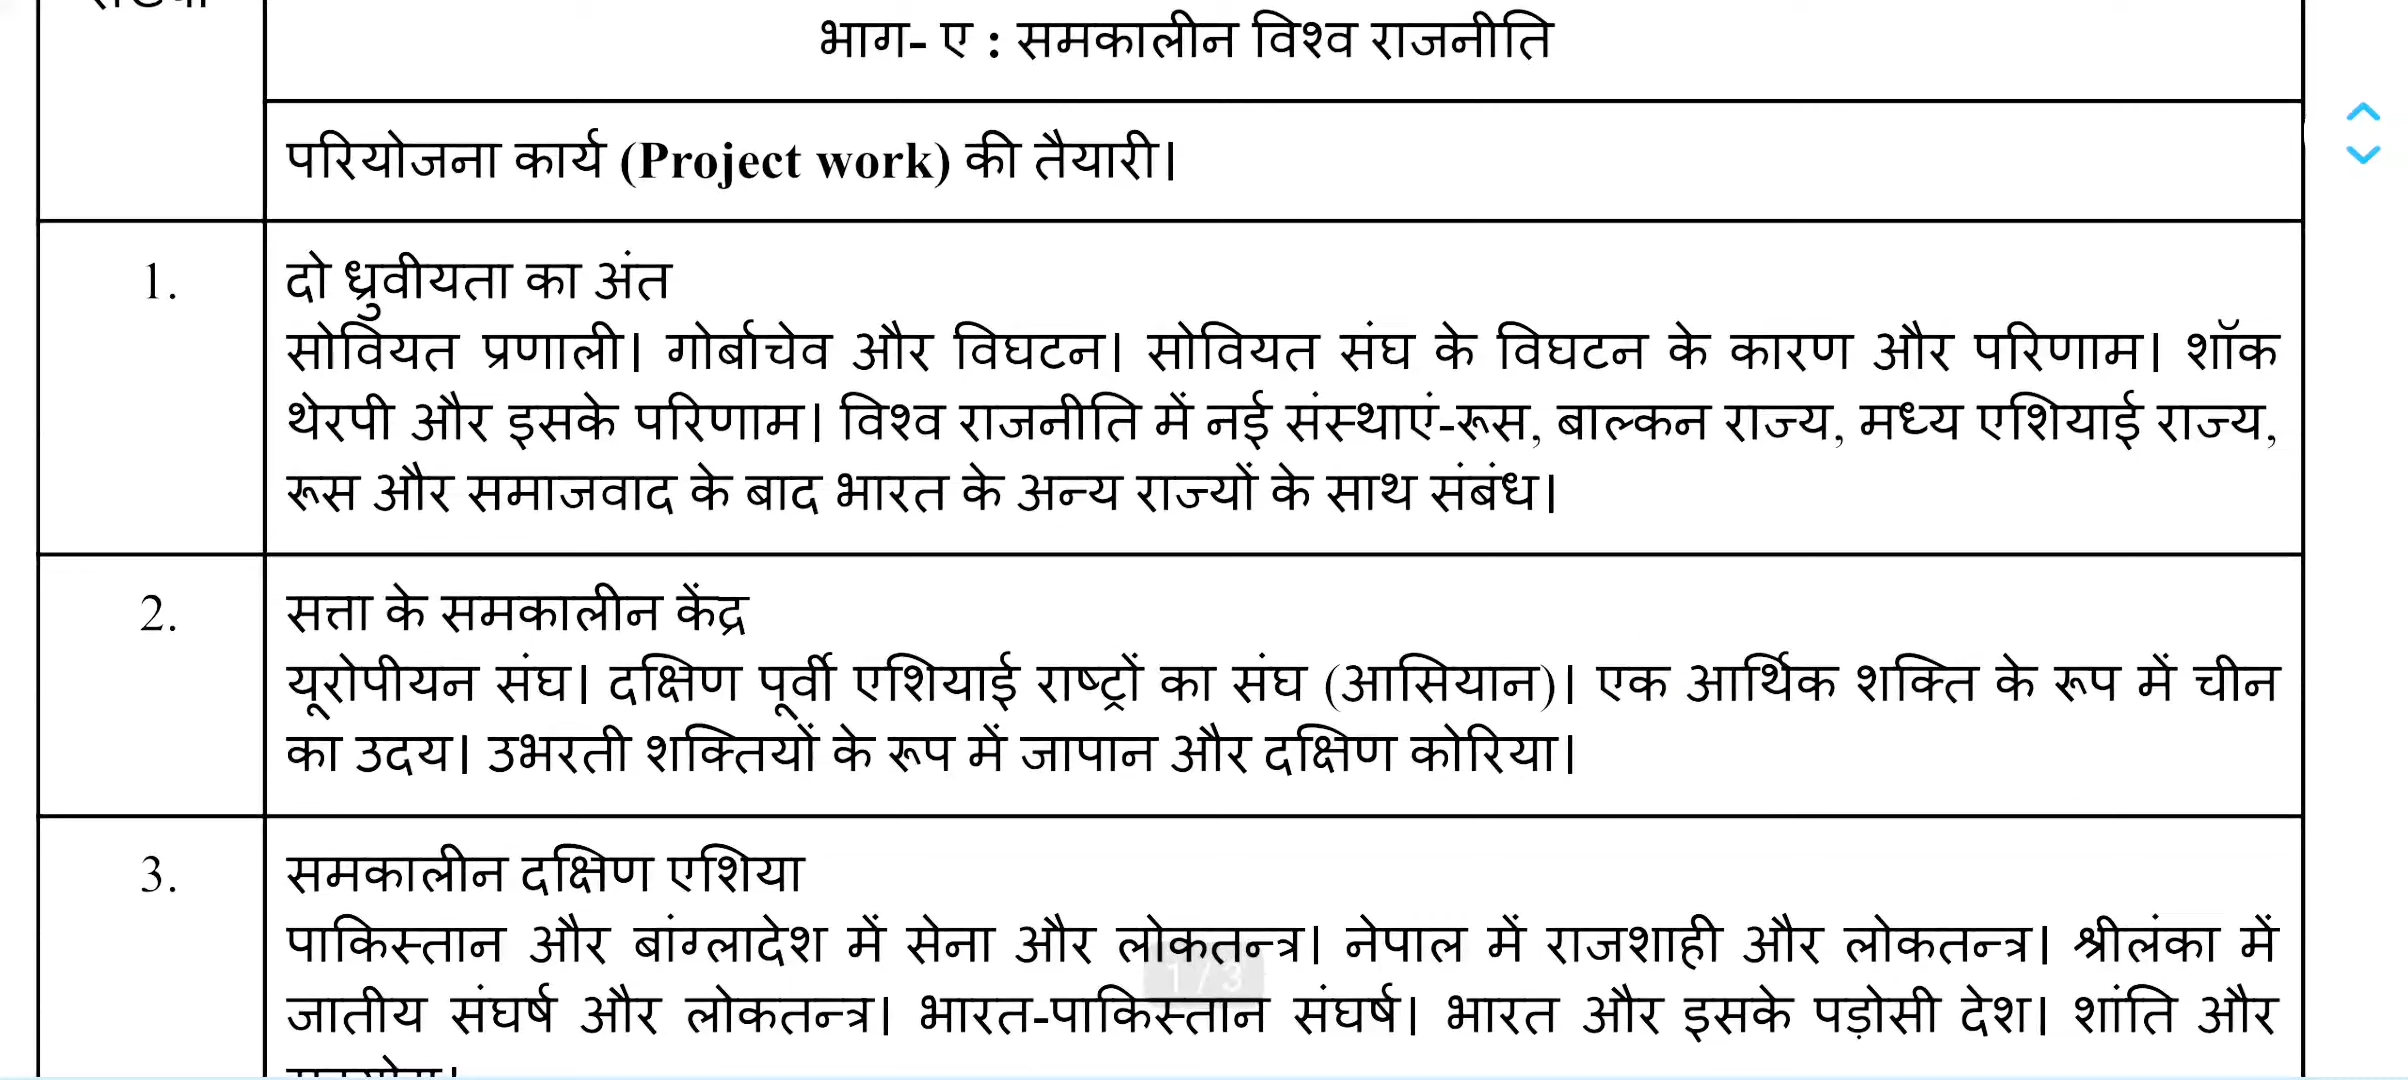 भाग- ए : समकालीन विश्व राजनीति
परियोजना कार्य (Project work) की तैयारी।
1.
दो ध्रुवीयता का अंत
सोवियत प्रणाली। गोर्बाचेव और विघटन। सोवियत संघ के विघटन के कारण और परिणाम। शॉक
थेरपी और इसके परिणाम। विश्व राजनीति में नई संस्थाएं-रूस, बाल्कन राज्य, मध्य एशियाई राज्य,
रूस और समाजवाद के बाद भारत के अन्य राज्यों के साथ संबंध।
2.
सत्ता के समकालीन केंद्र
यूरोपीयन संघ। दक्षिण पूर्वी एशियाई राष्ट्रों का संघ (आसियान)। एक आर्थिक शक्ति के रूप में चीन
का उदय। उभरती शक्तियों के रूप में जापान और दक्षिण कोरिया।
3.
समकालीन दक्षिण एशिया
पाकिस्तान और बांग्लादेश में सेना और लोकतन्त्र। नेपाल में राजशाही और लोकतन्त्र। श्रीलंका में
1/3
जातीय संघर्ष और लोकतन्त्र। भारत-पाकिस्तान संघर्ष। भारत और इसके पड़ोसी देश। शांति और